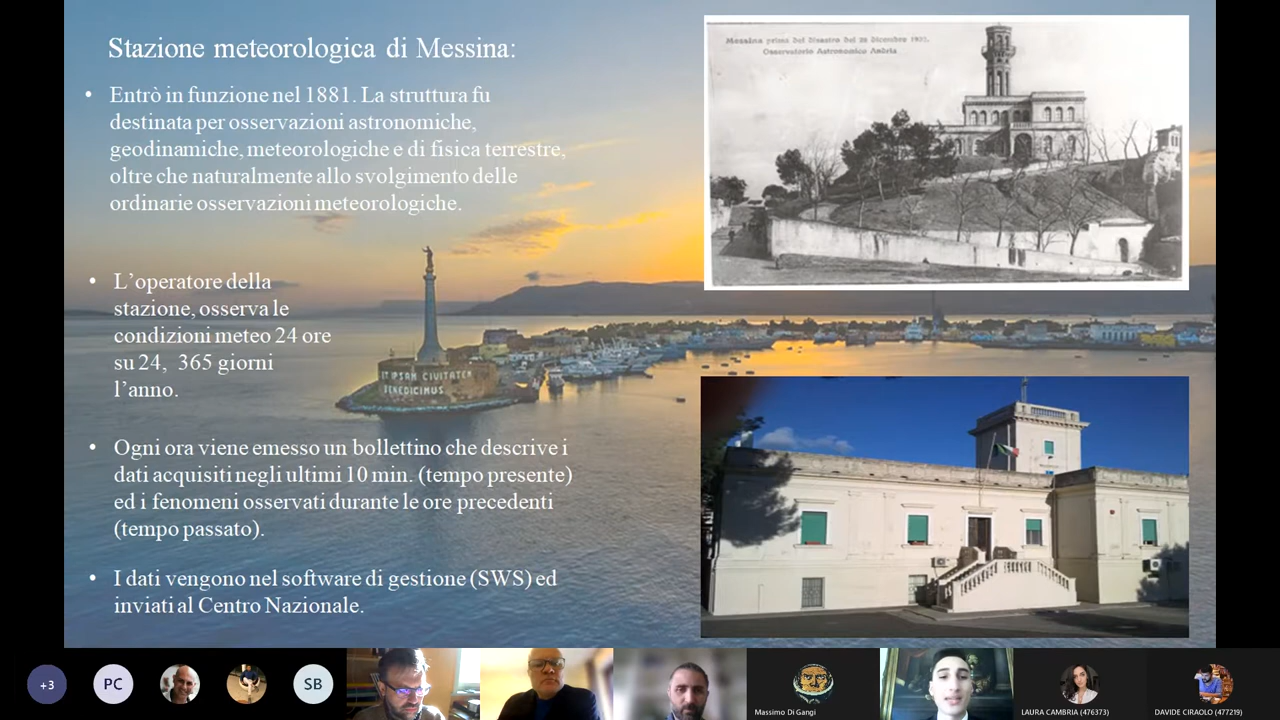 Stazione meteorologica di Messina:
• Entrò in funzione nel 1881. La struttura fu
destinata per osservazioni astronomiche,
geodinamiche, meteorologiche e di fisica terrestre,
oltre che naturalmente allo svolgimento delle
ordinarie osservazioni meteorologiche.
• L’operatore della
stazione, osserva le
condizioni meteo 24 ore
su 24, 365 giorni
l’anno.
• Ogni ora viene emesso un bollettino che descrive i
dati acquisiti negli ultimi 10 min. (tempo presente)
ed i fenomeni osservati durante le ore precedenti
(tempo passato).
• I dati vengono nel software di gestione (SWS) ed
inviati al Centro Nazionale.
Messina prima del disastro del 28 dicembre
Osservatorio Astronomico Andria
ET IPSAM CIVITATEM
BENEDICIMUS
+3
PC
SB
Massimo Di Gangi
LAURA CAMBRIA (476373)
DAVIDE CIRAOLO (477219)